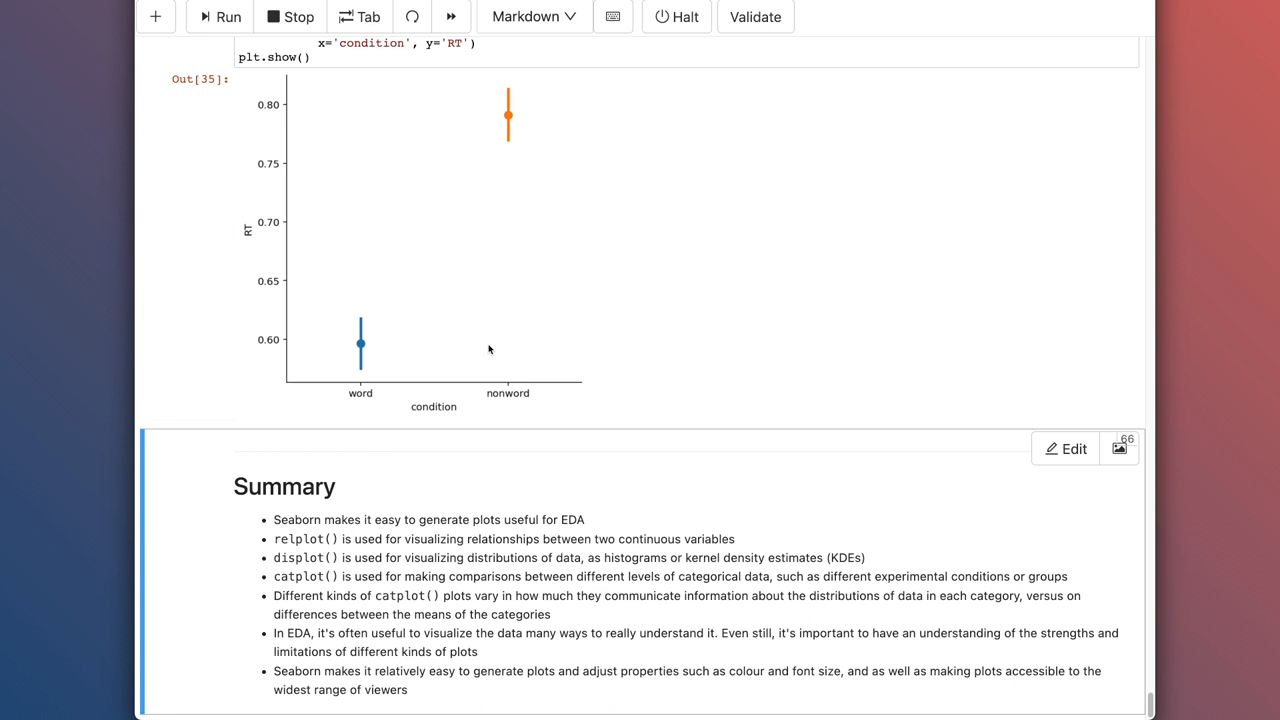 Run Stop Tab Markdown Halt Validate
x='condition', y='RT')
plt.show()
Out[35]:
0.80
0.75
0.70
RT
0.65
0.60
word nonword
condition
66
Edit
Summary
Seaborn makes it easy to generate plots useful for EDA
relplot() is used for visualizing relationships between two continuous variables
displot() is used for visualizing distributions of data, as histograms or kernel density estimates (KDEs)
catplot() is used for making comparisons between different levels of categorical data, such as different experimental conditions or groups
Different kinds of catplot() plots vary in how much they communicate information about the distributions of data in each category, versus on
differences between the means of the categories
In EDA, it's often useful to visualize the data many ways to really understand it. Even still, it's important to have an understanding of the strengths and
limitations of different kinds of plots
Seaborn makes it relatively easy to generate plots and adjust properties such as colour and font size, and as well as making plots accessible to the
widest range of viewers